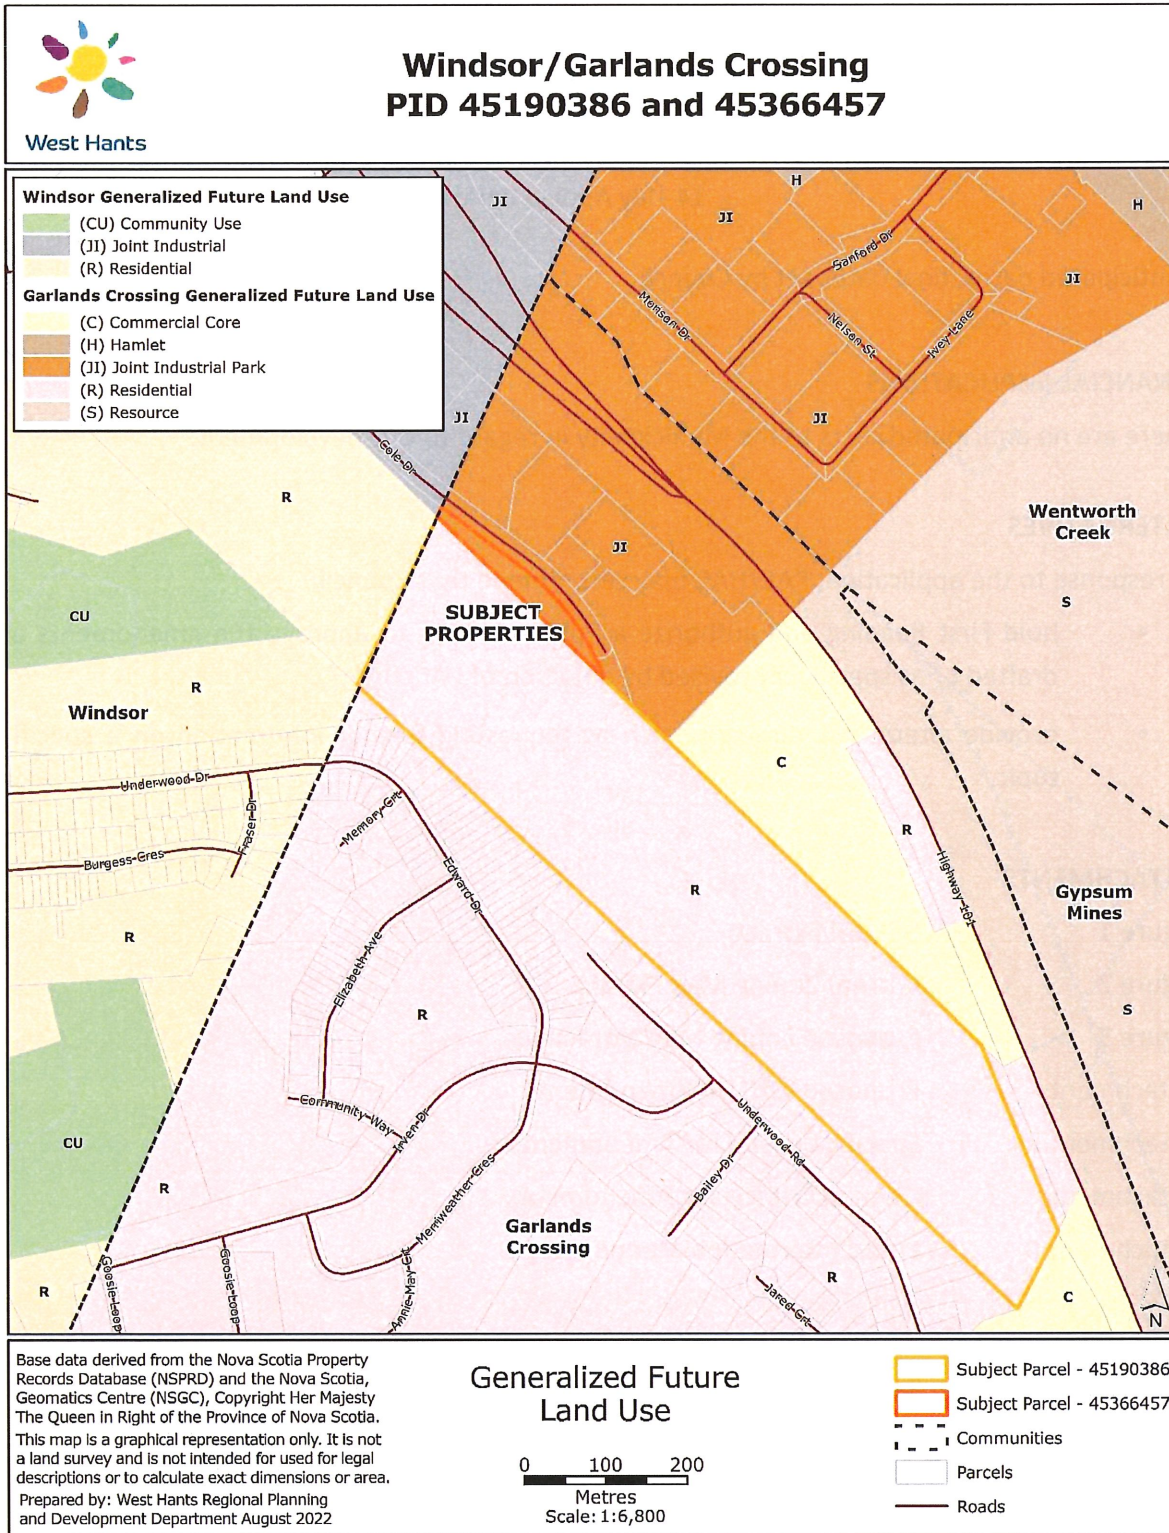 West Hants
Windsor/Garlands Crossing
PID 45190386 and 45366457
Windsor Generalized Future Land Use
(CU) Community Use
(JI) Joint Industrial
(R) Residential
Garlands Crossing Generalized Future Land Use
(C) Commercial Core
(H) Hamlet
(JI) Joint Industrial Park
(R) Residential
(S) Resource
H
H
JI
JI
JI
Sanford Dr
Monson Dr
Nelson St
Ivey Lane
JI
JI
Cole Dr
R
Wentworth
Creek
JI
S
CU
SUBJECT
PROPERTIES
R
Windsor
C
Underwood Dr
Fraser Dr
Memory Crt
R
Burgess Cres
Edward Dr
R
Highway 101
Gypsum
Mines
R
Elizabeth Ave
R
S
Community Way
Irven Dr
Underwood Rd
CU
Bailey Dr
R
Merriweather Cres
Garlands
Crossing
Goosie Loop
Goosie Loop
Annie May Crt
R
Jared Crt
R
C
N
Base data derived from the Nova Scotia Property
Records Database (NSPRD) and the Nova Scotia,
Geomatics Centre (NSGC), Copyright Her Majesty
The Queen in Right of the Province of Nova Scotia.
This map is a graphical representation only. It is not
a land survey and is not intended for used for legal
descriptions or to calculate exact dimensions or area.
Prepared by: West Hants Regional Planning
and Development Department August 2022
Generalized Future
Land Use
0 100 200
Metres
Scale: 1:6,800
Subject Parcel - 45190386
Subject Parcel - 45366457
Communities
Parcels
Roads